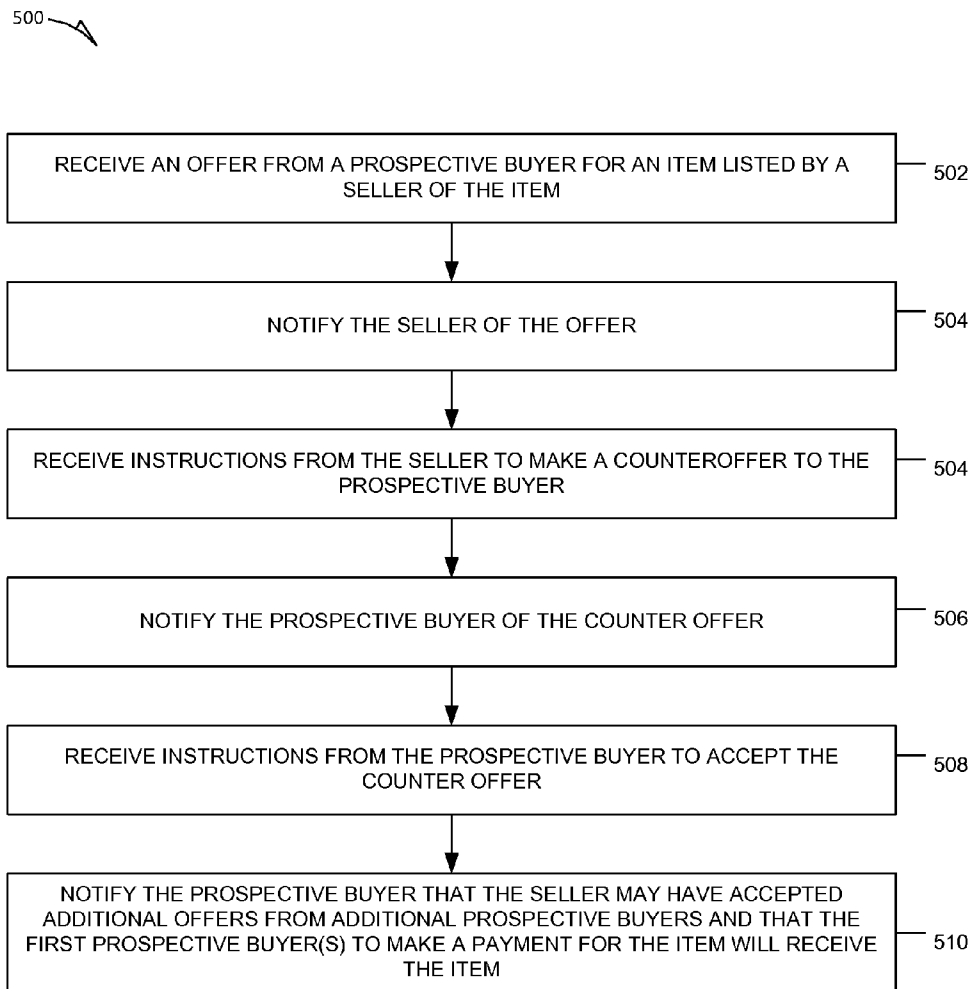 500
RECEIVE AN OFFER FROM A PROSPECTIVE BUYER FOR AN ITEM LISTED BY A
SELLER OF THE ITEM
502
NOTIFY THE SELLER OF THE OFFER
504
RECEIVE INSTRUCTIONS FROM THE SELLER TO MAKE A COUNTEROFFER TO THE
PROSPECTIVE BUYER
504
NOTIFY THE PROSPECTIVE BUYER OF THE COUNTER OFFER
506
RECEIVE INSTRUCTIONS FROM THE PROSPECTIVE BUYER TO ACCEPT THE
COUNTER OFFER
508
NOTIFY THE PROSPECTIVE BUYER THAT THE SELLER MAY HAVE ACCEPTED
ADDITIONAL OFFERS FROM ADDITIONAL PROSPECTIVE BUYERS AND THAT THE
FIRST PROSPECTIVE BUYER(S) TO MAKE A PAYMENT FOR THE ITEM WILL RECEIVE
THE ITEM
510